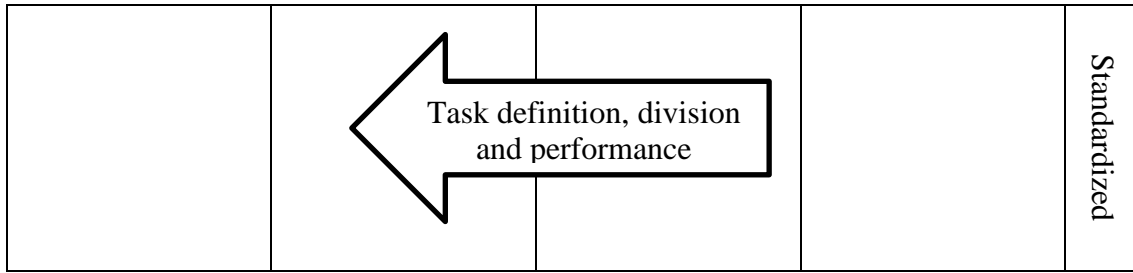 Task definition, division
and performance
Standardized